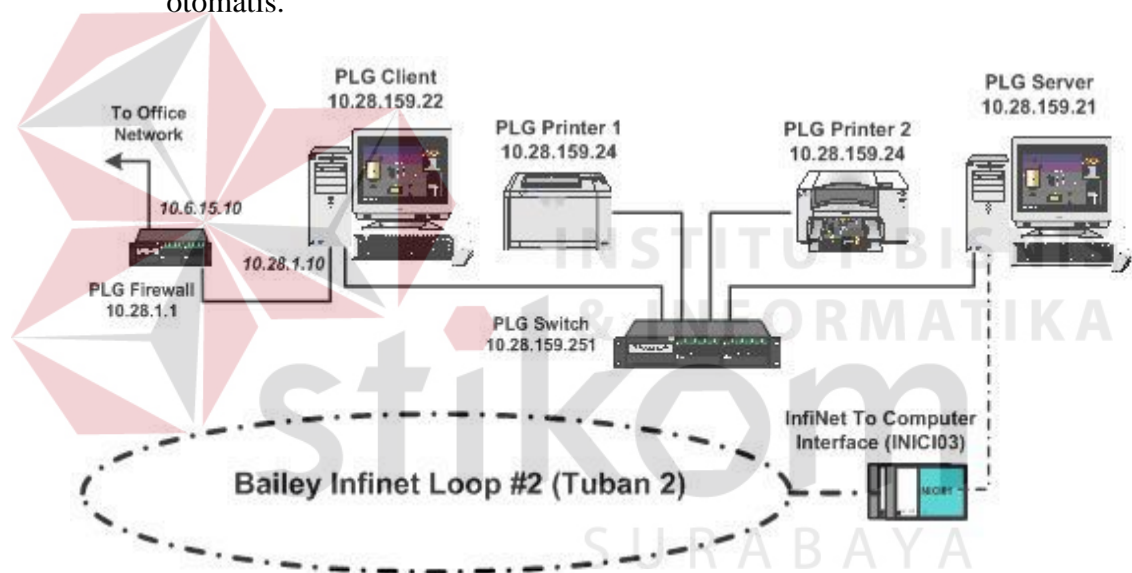 otomatis.
PLG Client
10.28.159.22
PLG Server
10.28.159.21
To Office
Network
PLG Printer 1
10.28.159.24
PLG Printer 2
10.28.159.24
10.6.15.10
10.28.1.10
PLG Firewall
10.28.1.1
PLG Switch
10.28.159.251
INSTITUT BISNIS
& INFORMATIKA
stikom
SURABAYA
InfiNet To Computer
Interface (INICI03)
Bailey Infinet Loop #2 (Tuban 2)